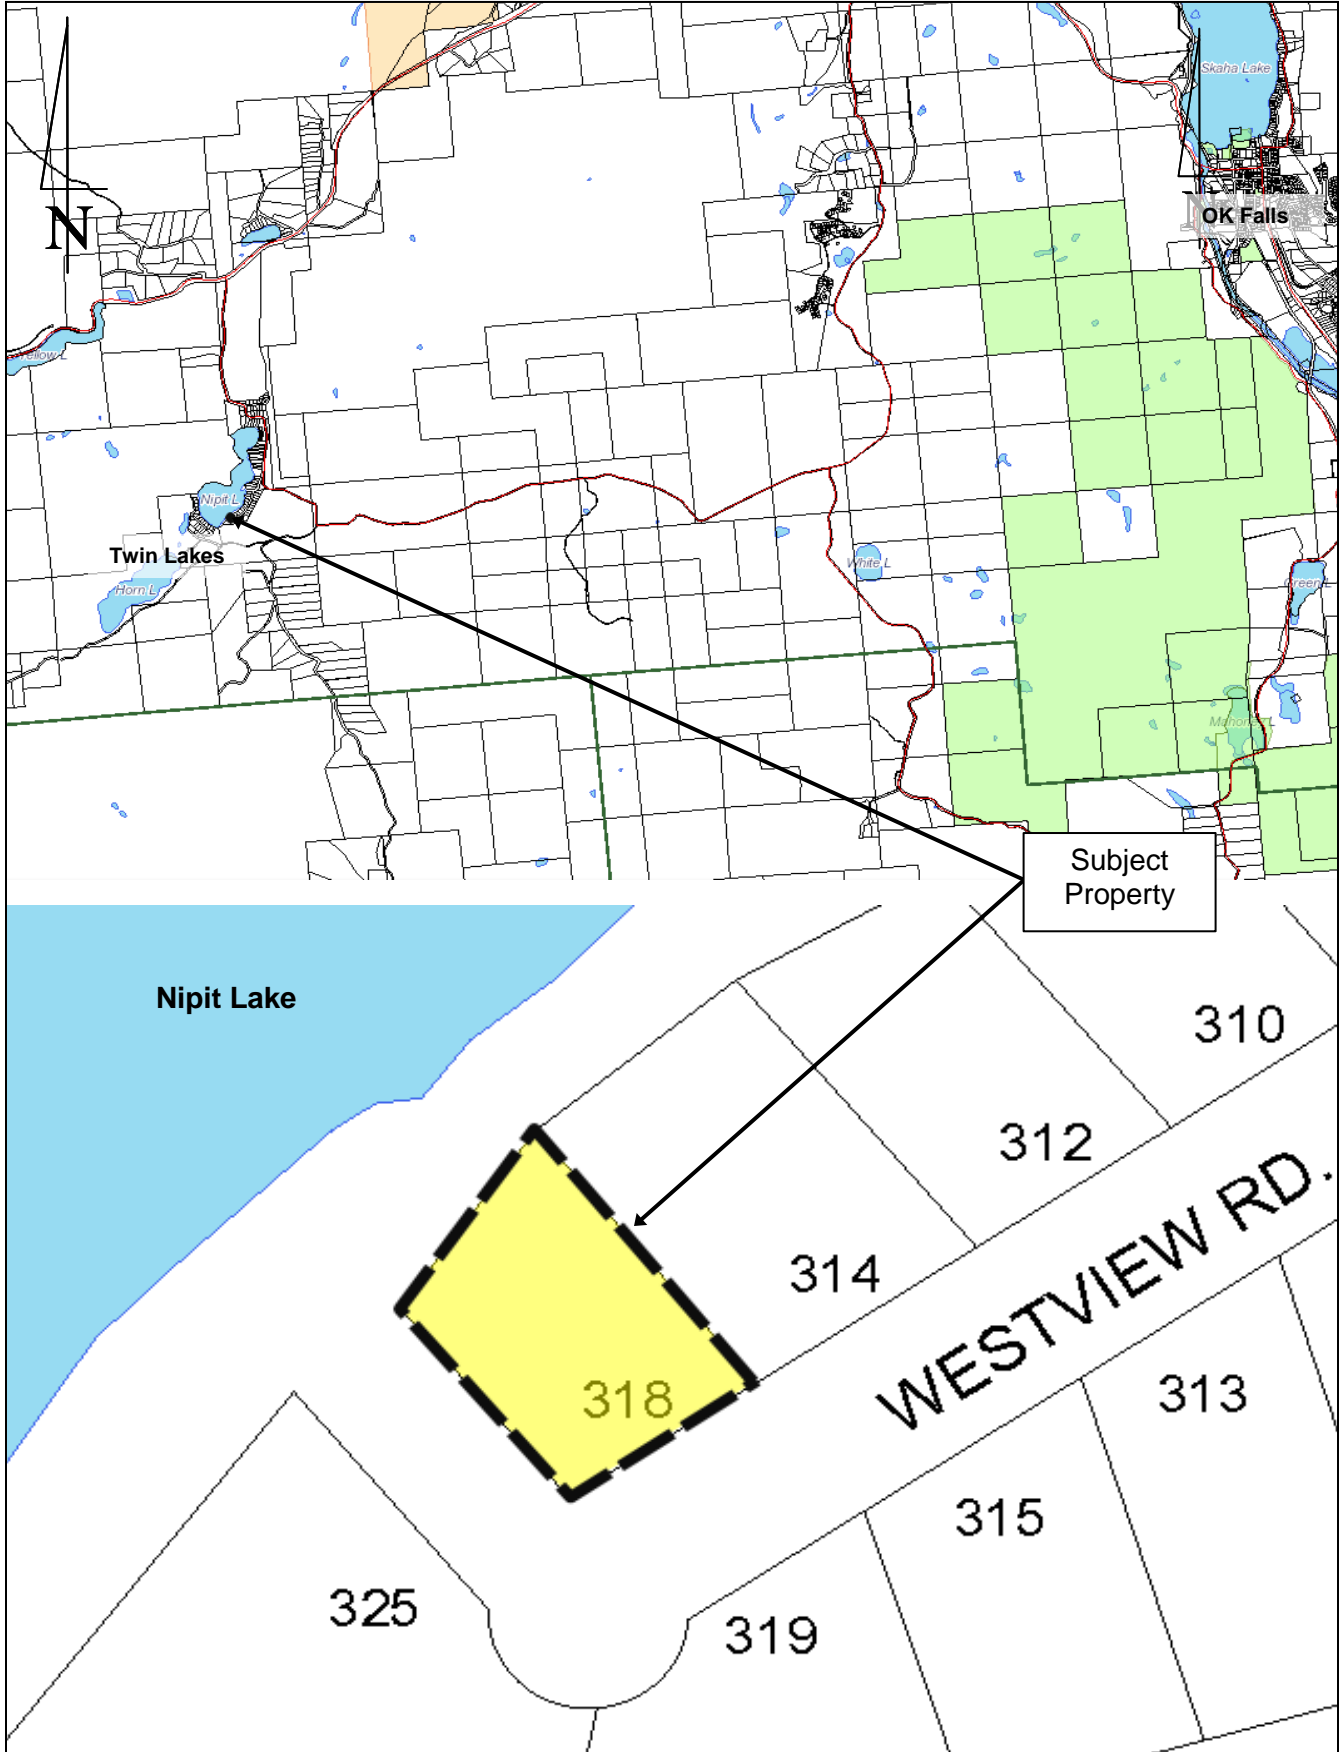 Skaha Lake
N
N
OK Falls
Yellow L
Nipit L
Twin Lakes
Horn L
White L
Green L
Mahoney L
Subject
Property
Nipit Lake
310
312
314
WESTVIEW RD.
318
313
315
325
319